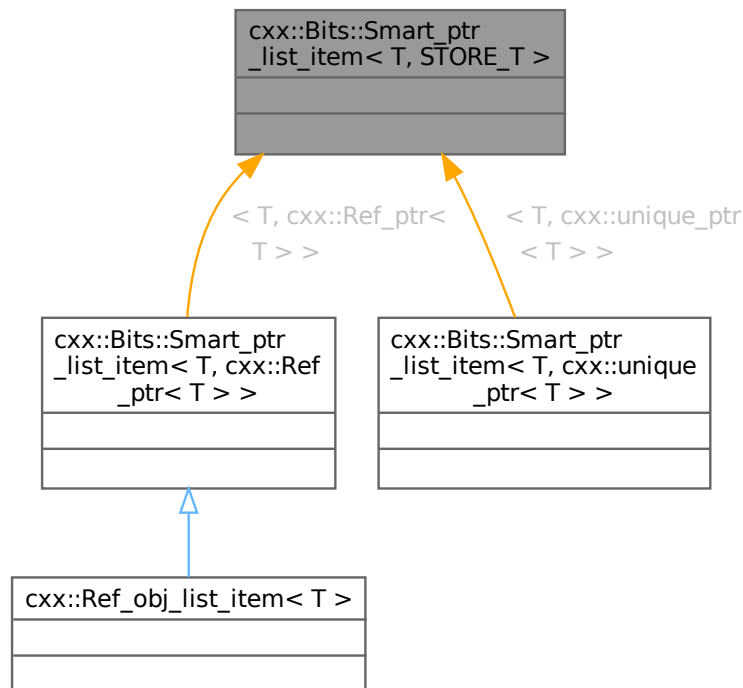 cxx::Bits::Smart_ptr
_list_item< T, STORE_T >
< T, cxx::Ref_ptr<
T > >
< T, cxx::unique_ptr
< T > >
cxx::Bits::Smart_ptr
_list_item< T, cxx::Ref
_ptr< T > >
cxx::Bits::Smart_ptr
_list_item< T, cxx::unique
_ptr< T > >
cxx::Ref_obj_list_item< T >